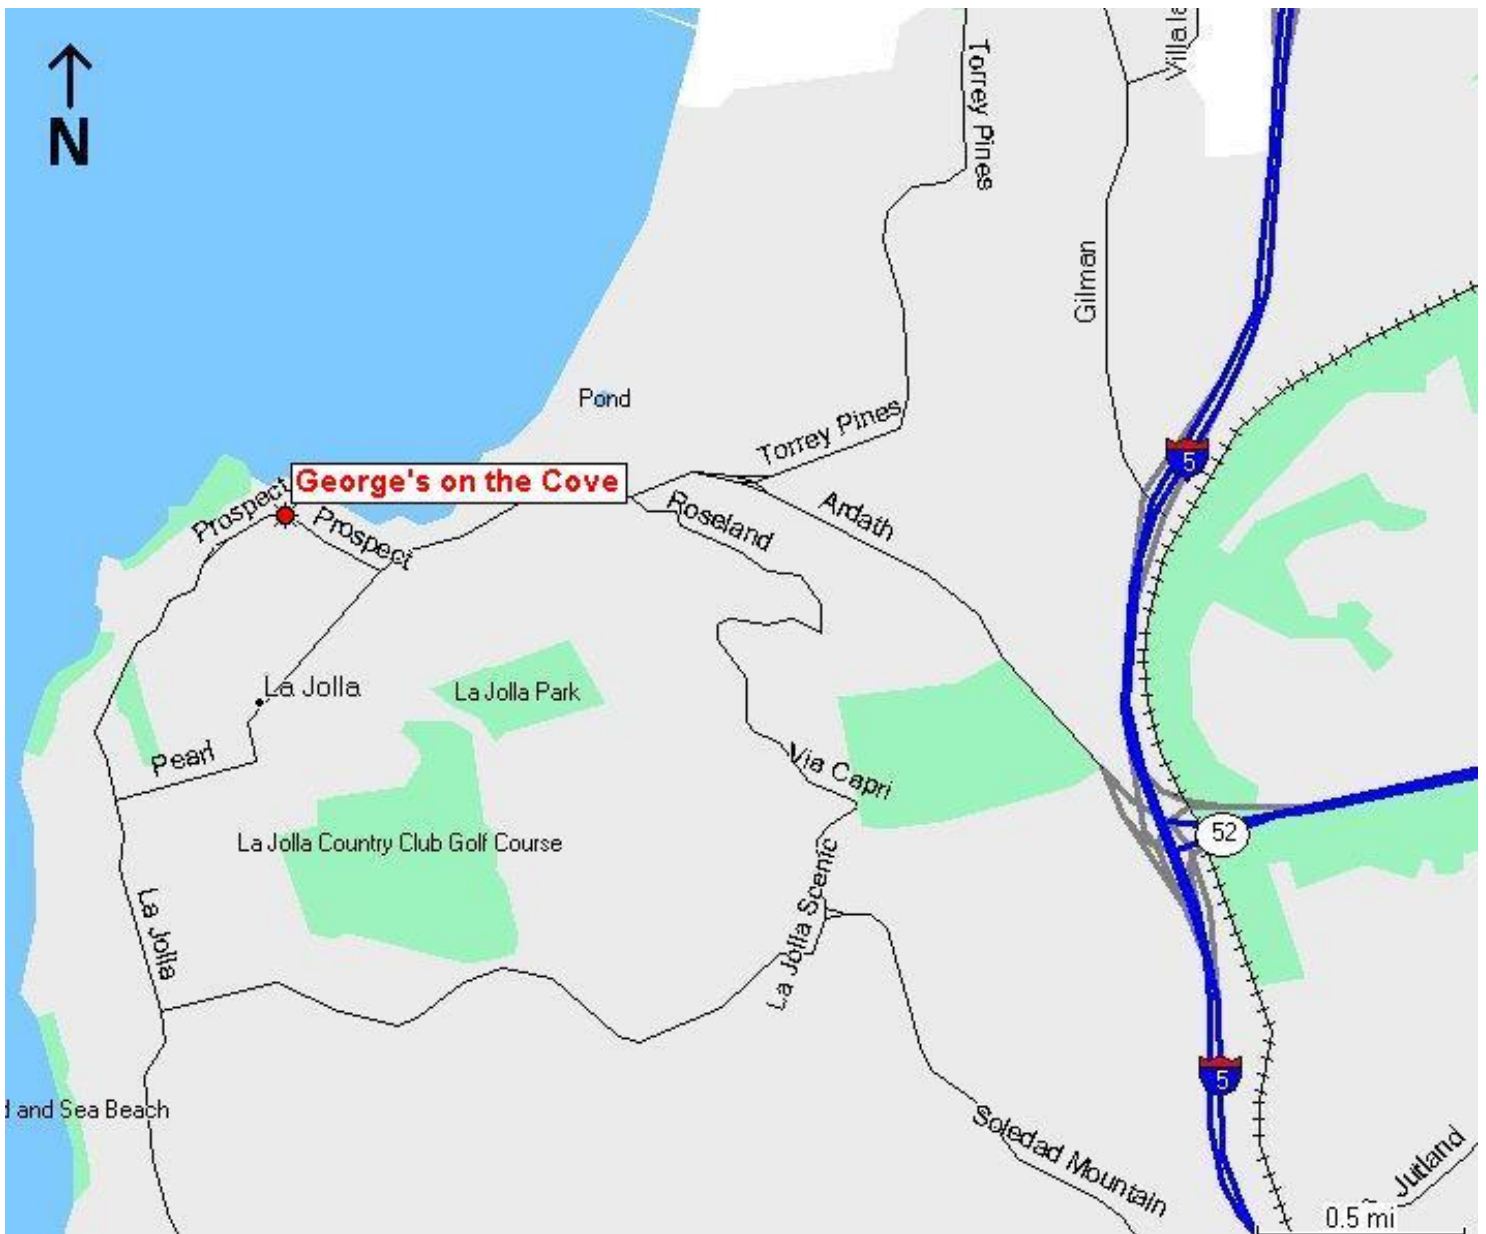 N
Torrey Pines
Villa la
Gilman
Pond
Torrey Pines
5
George's on the Cove
Prospect
Prospect
Roseland
Ardath
La Jolla
La Jolla Park
Pearl
Via Capri
52
La Jolla Country Club Golf Course
La Jolla Scenic
La Jolla
5
d and Sea Beach
Soledad Mountain
Jutland
0.5 mi